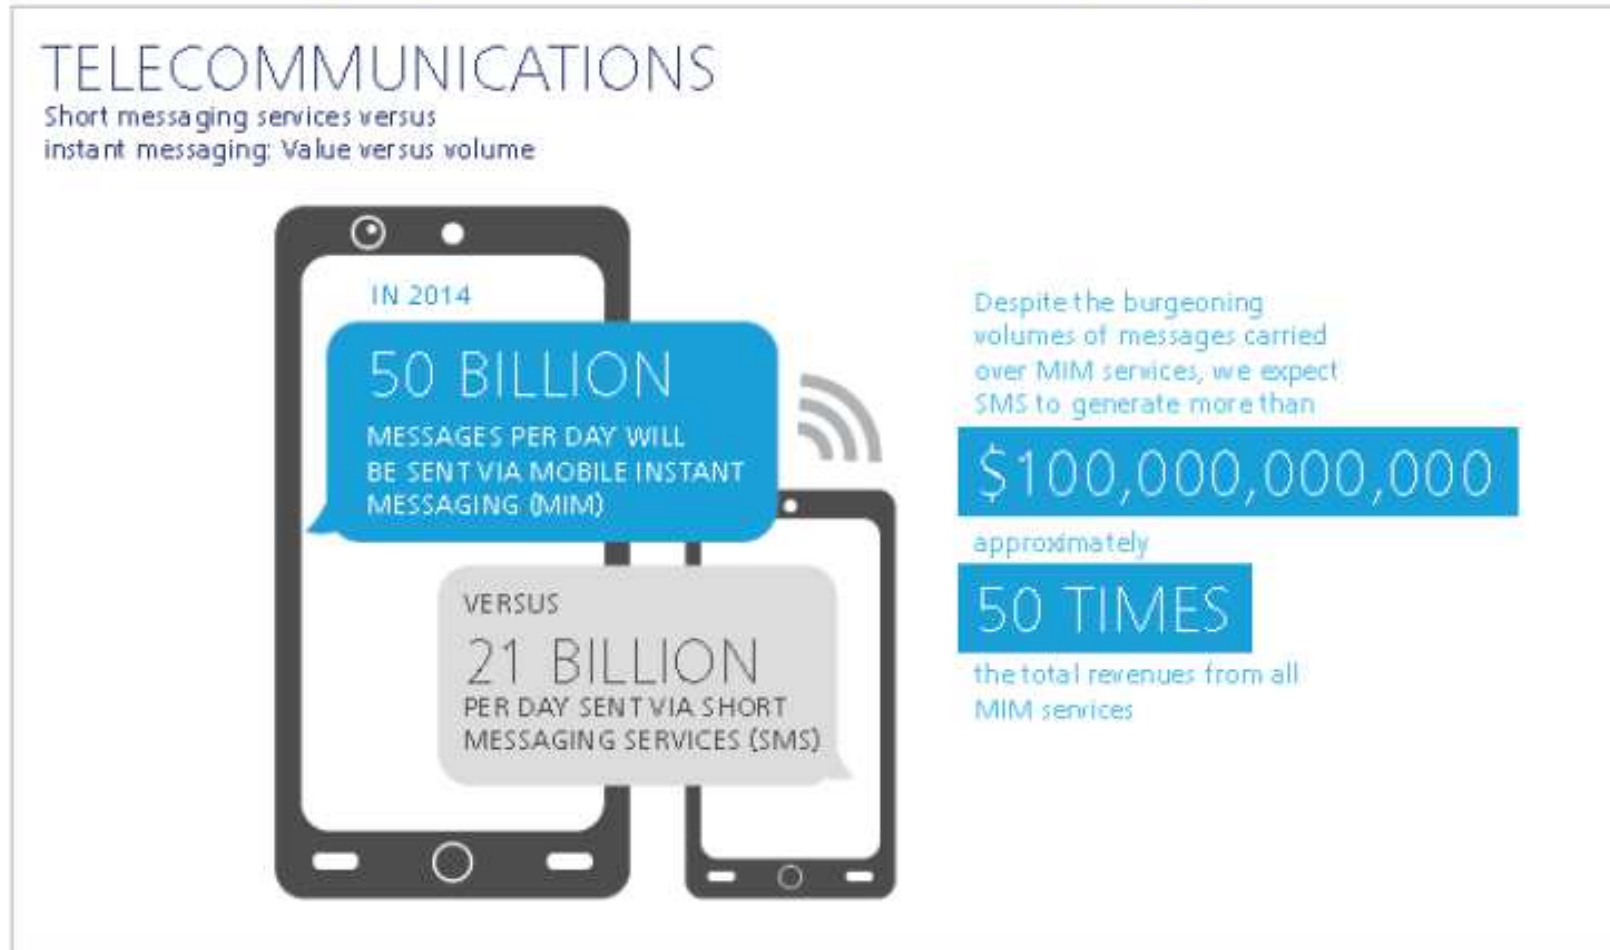 TELECOMMUNICATIONS
Short messaging services versus
instant messaging: Value versus volume
IN 2014
50 BILLION
MESSAGES PER DAY WILL
BE SENT VIA MOBILE INSTANT
MESSAGING (MIM)
VERSUS
21 BILLION
PER DAY SENT VIA SHORT
MESSAGING SERVICES (SMS)
Despite the burgeoning
volumes of messages carried
over MIM services, we expect
SMS to generate more than
$100,000,000,000
approximately
50 TIMES
the total revenues from all
MIM services